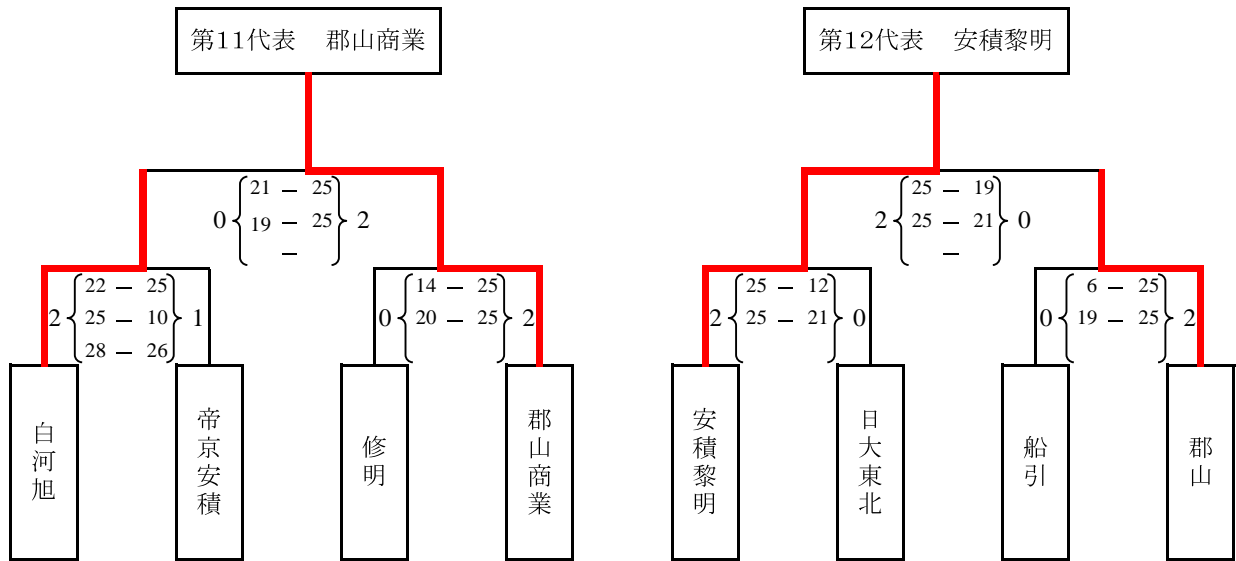 第11代表　郡山商業
第12代表　安積黎明
21 － 25
0 19 － 25 2
－
25 － 19
2 25 － 21 0
－
22 － 25
2 25 － 10 1
28 － 26
14 － 25
0 20 － 25 2
25 － 12
2 25 － 21 0
6 － 25
0 19 － 25 2
白河旭
帝京安積
修明
郡山商業
安積黎明
日大東北
船引
郡山